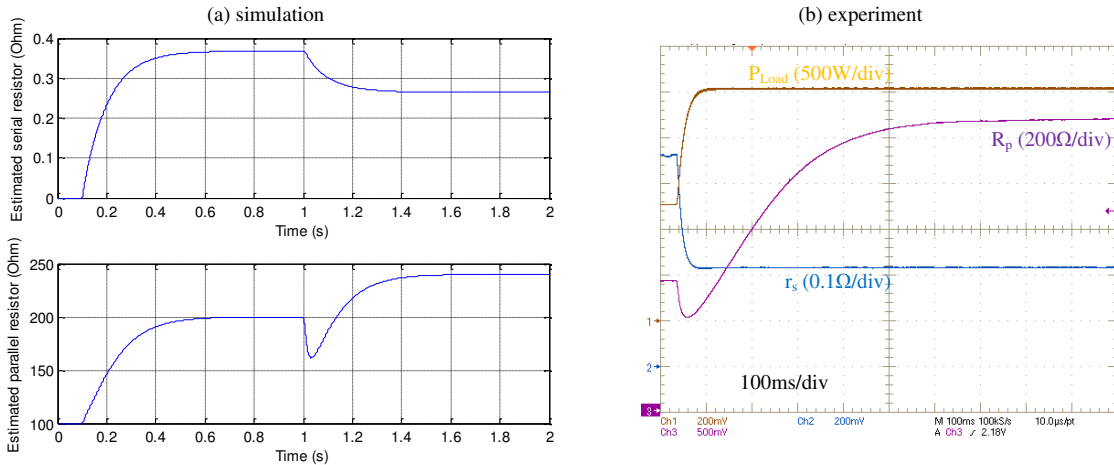 (a) simulation
(b) experiment
Estimated serial resistor (Ohm)
0.4
0.3
0.2
0.1
0
0 0.2 0.4 0.6 0.8 1 1.2 1.4 1.6 1.8 2
Time (s)
Estimated parallel resistor (Ohm)
250
200
150
100
0 0.2 0.4 0.6 0.8 1 1.2 1.4 1.6 1.8 2
Time (s)
P_Load (500W/div)
R_p (200Ω/div)
r_s (0.1Ω/div)
1
2
3
100ms/div
Ch1 200mV Ch2 200mV M 100ms 100kS/s 10.0µs/pt
Ch3 500mV A Ch3 / 2.18V